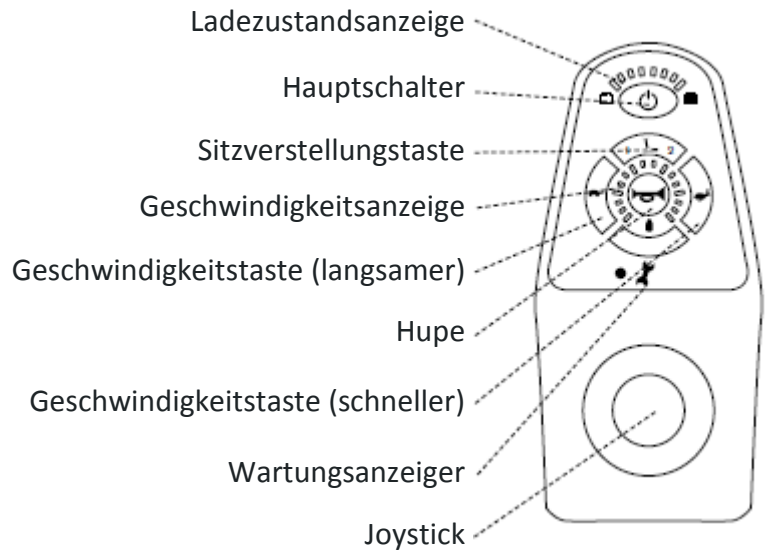 Ladezustandsanzeige
Hauptschalter
Sitzverstellungstaste
Geschwindigkeitsanzeige
Geschwindigkeitstaste (langsamer)
Hupe
Geschwindigkeitstaste (schneller)
Wartungsanzeiger
Joystick